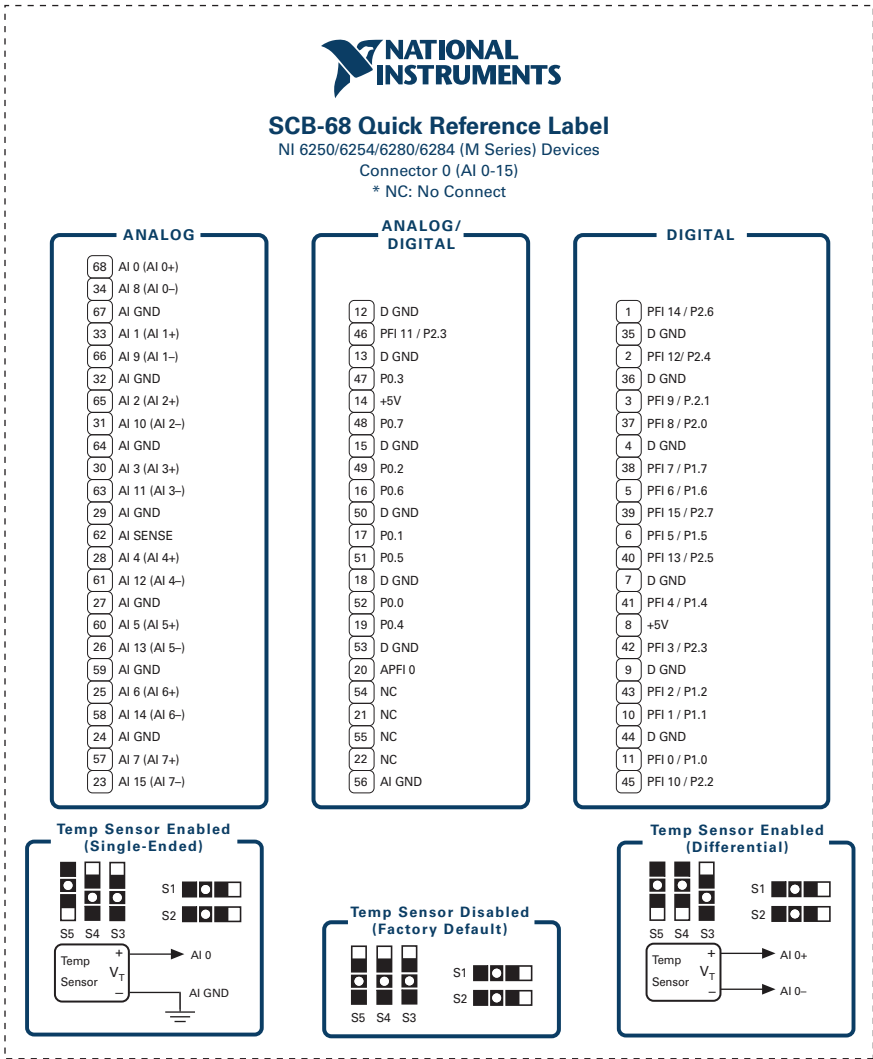 NATIONAL
INSTRUMENTS
SCB-68 Quick Reference Label
NI 6250/6254/6280/6284 (M Series) Devices
Connector 0 (AI 0-15)
* NC: No Connect
ANALOG
68 AI 0 (AI 0+)
34 AI 8 (AI 0–)
67 AI GND
33 AI 1 (AI 1+)
66 AI 9 (AI 1–)
32 AI GND
65 AI 2 (AI 2+)
31 AI 10 (AI 2–)
64 AI GND
30 AI 3 (AI 3+)
63 AI 11 (AI 3–)
29 AI GND
62 AI SENSE
28 AI 4 (AI 4+)
61 AI 12 (AI 4–)
27 AI GND
60 AI 5 (AI 5+)
26 AI 13 (AI 5–)
59 AI GND
25 AI 6 (AI 6+)
58 AI 14 (AI 6–)
24 AI GND
57 AI 7 (AI 7+)
23 AI 15 (AI 7–)
ANALOG/
DIGITAL
12 D GND
46 PFI 11 / P2.3
13 D GND
47 P0.3
14 +5V
48 P0.7
15 D GND
49 P0.2
16 P0.6
50 D GND
17 P0.1
51 P0.5
18 D GND
52 P0.0
19 P0.4
53 D GND
20 APFI 0
54 NC
21 NC
55 NC
22 NC
56 AI GND
DIGITAL
1 PFI 14 / P2.6
35 D GND
2 PFI 12/ P2.4
36 D GND
3 PFI 9 / P.2.1
37 PFI 8 / P2.0
4 D GND
38 PFI 7 / P1.7
5 PFI 6 / P1.6
39 PFI 15 / P2.7
6 PFI 5 / P1.5
40 PFI 13 / P2.5
7 D GND
41 PFI 4 / P1.4
8 +5V
42 PFI 3 / P2.3
9 D GND
43 PFI 2 / P1.2
10 PFI 1 / P1.1
44 D GND
11 PFI 0 / P1.0
45 PFI 10 / P2.2
Temp Sensor Enabled
(Single-Ended)
S1
S2
S5 S4 S3
Temp
Sensor
+
VT
–
AI 0
AI GND
Temp Sensor Disabled
(Factory Default)
S1
S2
S5 S4 S3
Temp Sensor Enabled
(Differential)
S1
S2
S5 S4 S3
Temp
Sensor
+
VT
–
AI 0+
AI 0–